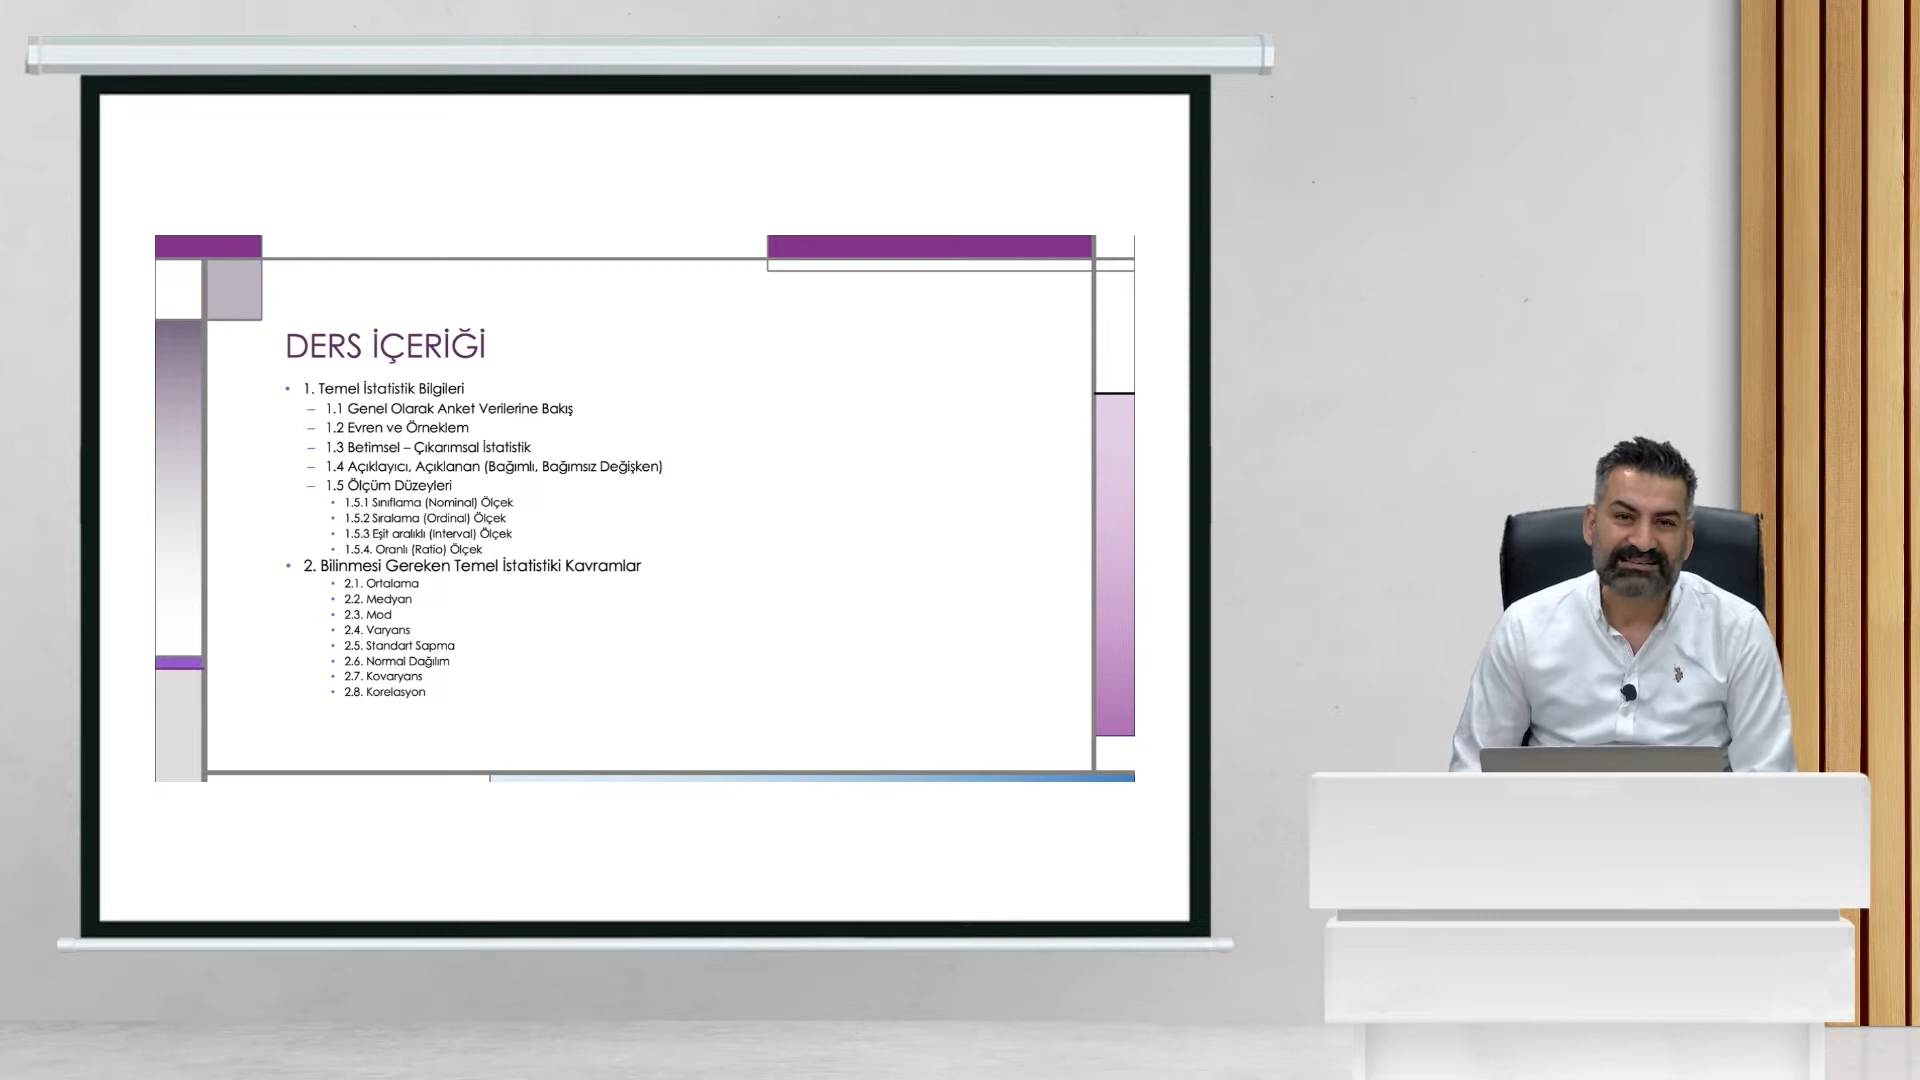 DERS İÇERİĞİ
• 1. Temel İstatistik Bilgileri
– 1.1 Genel Olarak Anket Verilerine Bakış
– 1.2 Evren ve Örneklem
– 1.3 Betimsel – Çıkarımsal İstatistik
– 1.4 Açıklayıcı, Açıklanan (Bağımlı, Bağımsız Değişken)
– 1.5 Ölçüm Düzeyleri
• 1.5.1 Sınıflama (Nominal) Ölçek
• 1.5.2 Sıralama (Ordinal) Ölçek
• 1.5.3 Eşit aralıklı (Interval) Ölçek
• 1.5.4. Oranlı (Ratio) Ölçek
• 2. Bilinmesi Gereken Temel İstatistiki Kavramlar
• 2.1. Ortalama
• 2.2. Medyan
• 2.3. Mod
• 2.4. Varyans
• 2.5. Standart Sapma
• 2.6. Normal Dağılım
• 2.7. Kovaryans
• 2.8. Korelasyon